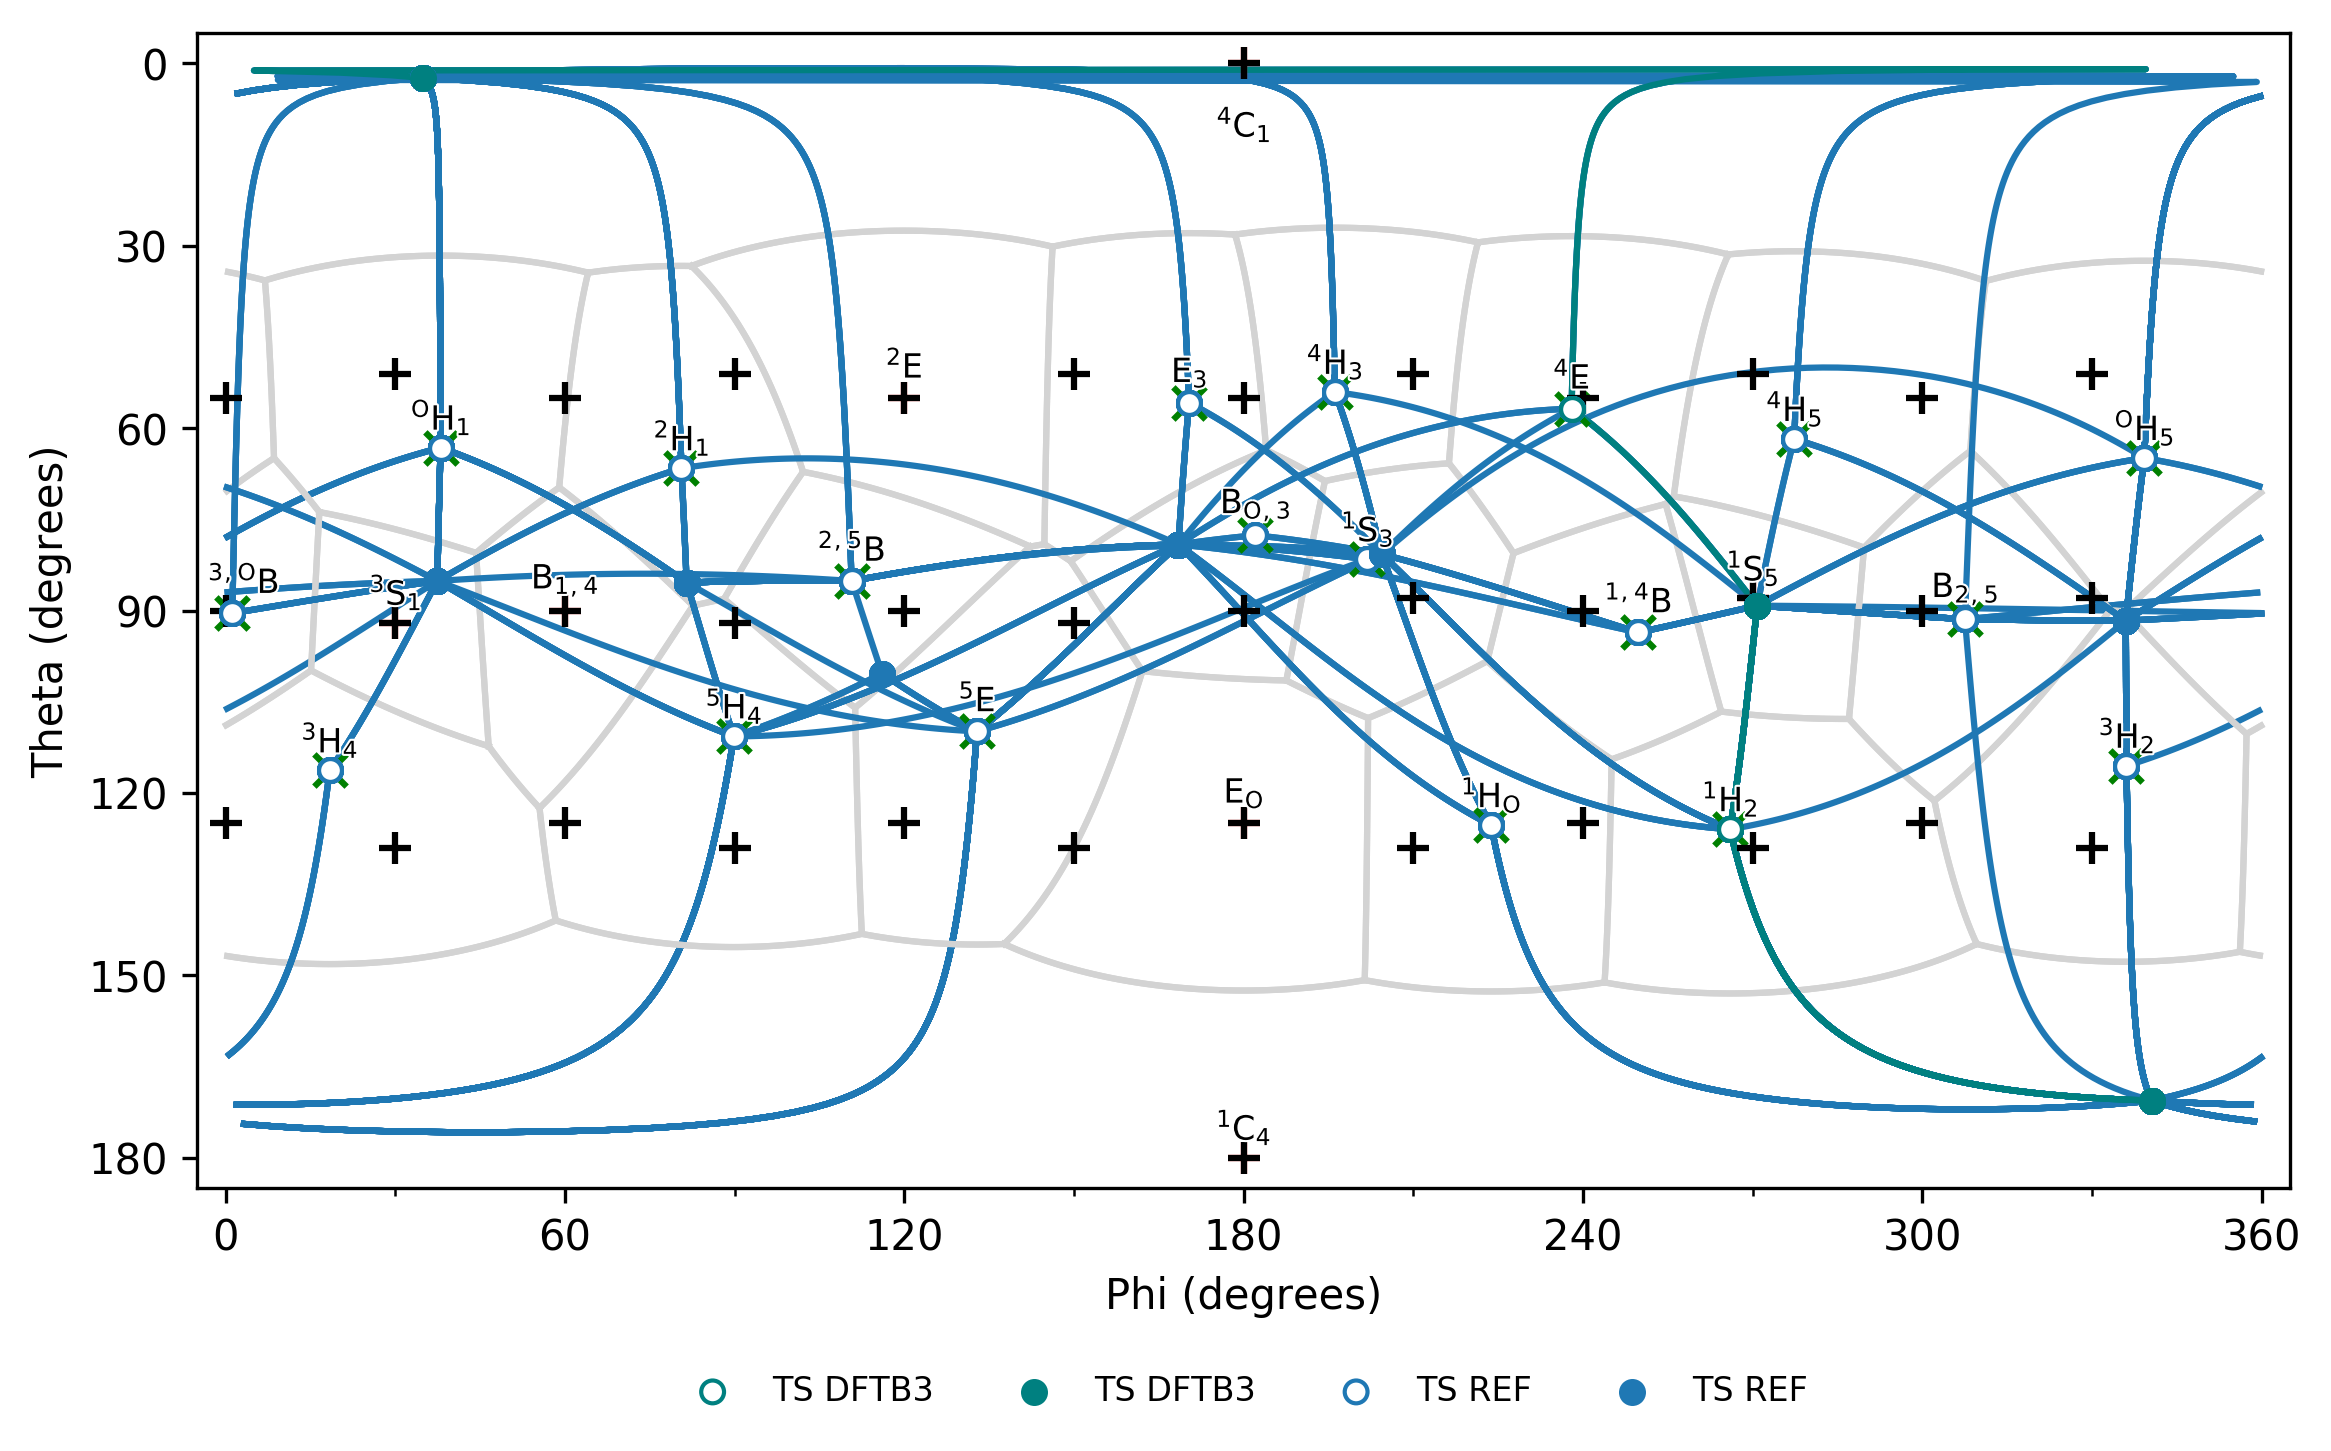 0
30
60
90
120
150
180
Theta (degrees)
⁴C₁
²E
E₃
⁴H₃
⁴E
ᴼH₁
²H₁
⁴H₅
ᴼH₅
B_O,₃
¹S₃
²,⁵B
³,ᴼB
³S₁
B₁,₄
¹,⁴B
¹S₅
B₂,₅
⁵H₄
⁵E
³H₄
³H₂
E_O
¹H_O
¹H₂
¹C₄
0 60 120 180 240 300 360
Phi (degrees)
TS DFTB3 TS DFTB3 TS REF TS REF